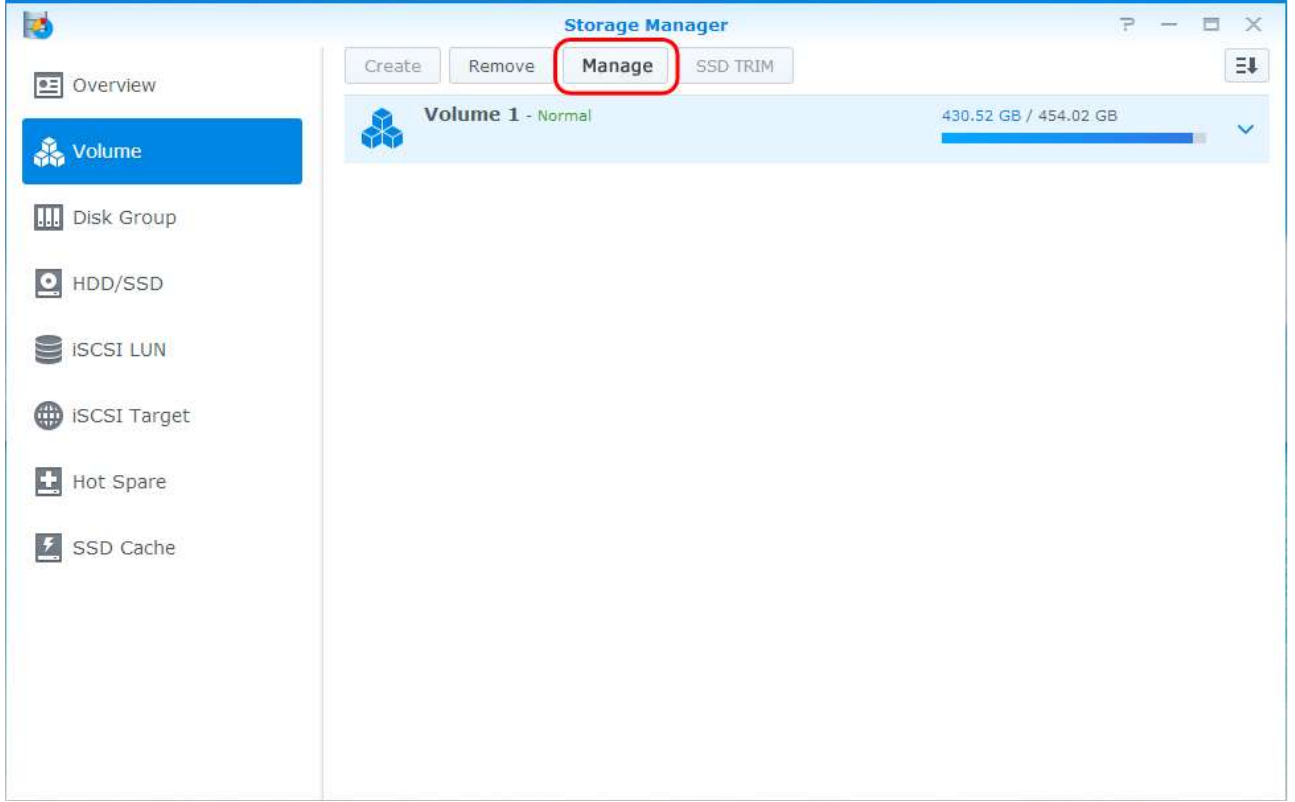 Storage Manager
Overview
Volume
Disk Group
HDD/SSD
iSCSI LUN
iSCSI Target
Hot Spare
SSD Cache
Create Remove Manage SSD TRIM
Volume 1 - Normal
430.52 GB / 454.02 GB